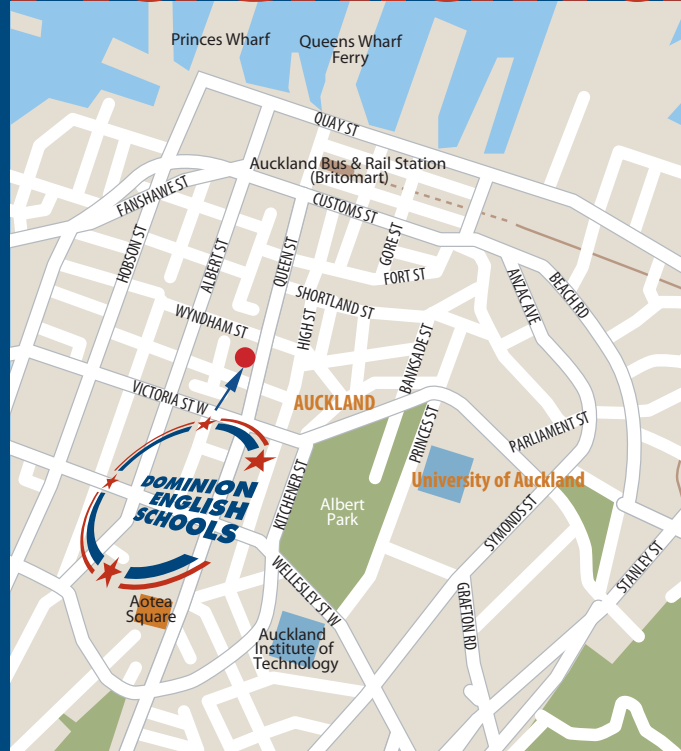 Princes Wharf
Queens Wharf
Ferry
QUAY ST
Auckland Bus & Rail Station
(Britomart)
FANSHAWE ST
CUSTOMS ST
HOBSON ST
ALBERT ST
QUEEN ST
GORE ST
FORT ST
ANZAC AVE
BEACH RD
SHORTLAND ST
WYNDHAM ST
HIGH ST
BANKSADE ST
VICTORIA ST W
AUCKLAND
PRINCES ST
PARLIAMENT ST
University of Auckland
KITCHENER ST
DOMINION
ENGLISH
SCHOOLS
Albert
Park
SYMONDS ST
STANLEY ST
WELLESLEY ST W
GRAFTON RD
Aotea
Square
Auckland
Institute of
Technology